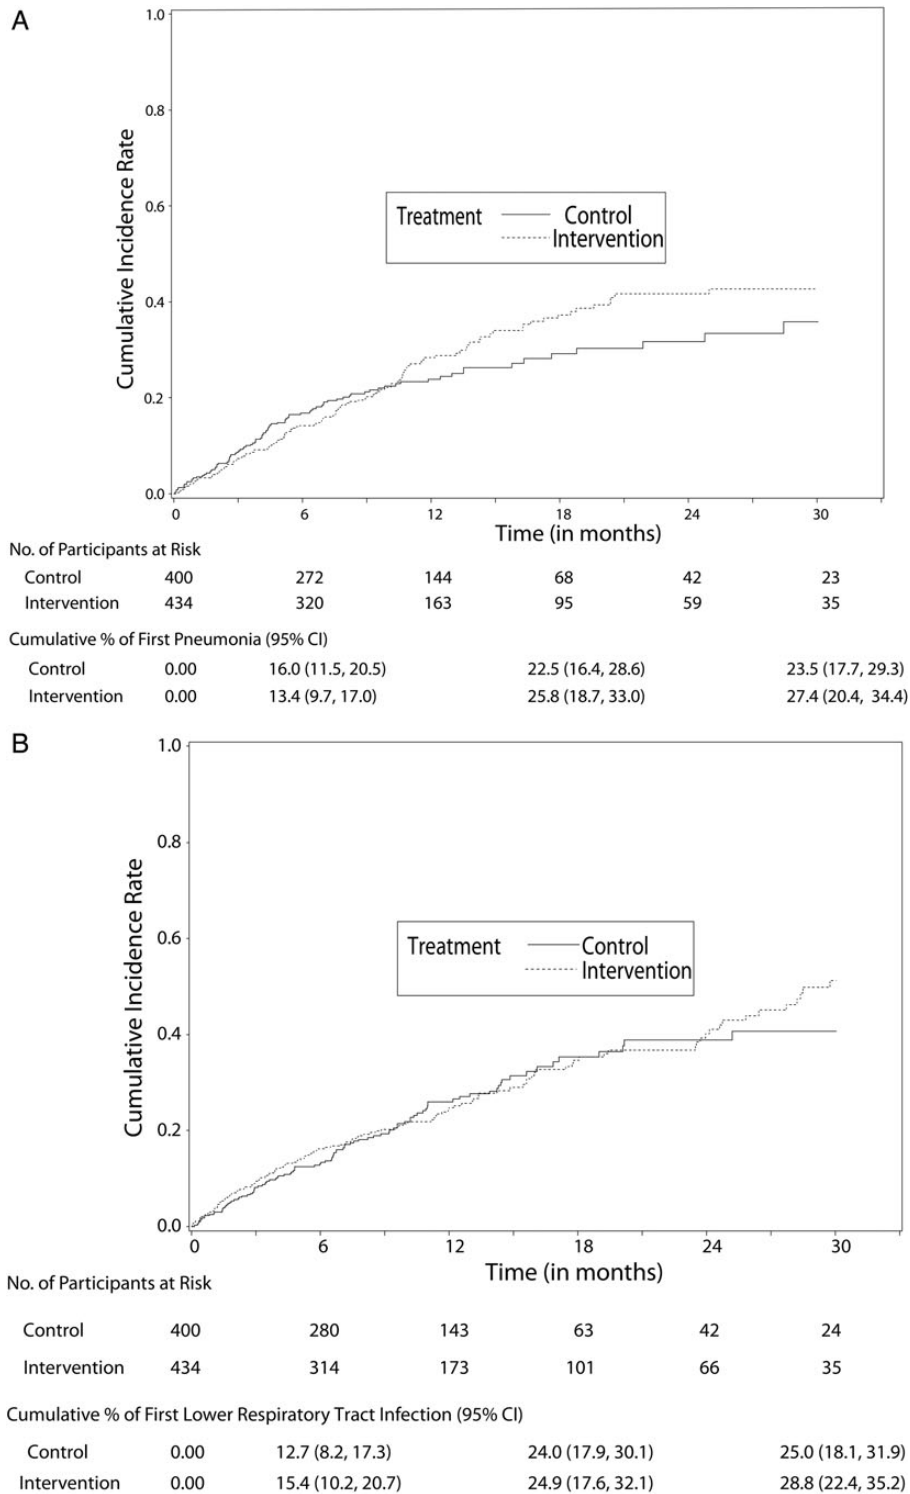 A
1.0
0.8
0.6
0.4
0.2
0.0
Cumulative Incidence Rate
Treatment Control
Intervention
0 6 12 18 24 30
Time (in months)
No. of Participants at Risk
Control 400 272 144 68 42 23
Intervention 434 320 163 95 59 35
Cumulative % of First Pneumonia (95% CI)
Control 0.00 16.0 (11.5, 20.5) 22.5 (16.4, 28.6) 23.5 (17.7, 29.3)
Intervention 0.00 13.4 (9.7, 17.0) 25.8 (18.7, 33.0) 27.4 (20.4, 34.4)
B
1.0
0.8
0.6
0.4
0.2
0.0
Cumulative Incidence Rate
Treatment Control
Intervention
0 6 12 18 24 30
Time (in months)
No. of Participants at Risk
Control 400 280 143 63 42 24
Intervention 434 314 173 101 66 35
Cumulative % of First Lower Respiratory Tract Infection (95% CI)
Control 0.00 12.7 (8.2, 17.3) 24.0 (17.9, 30.1) 25.0 (18.1, 31.9)
Intervention 0.00 15.4 (10.2, 20.7) 24.9 (17.6, 32.1) 28.8 (22.4, 35.2)